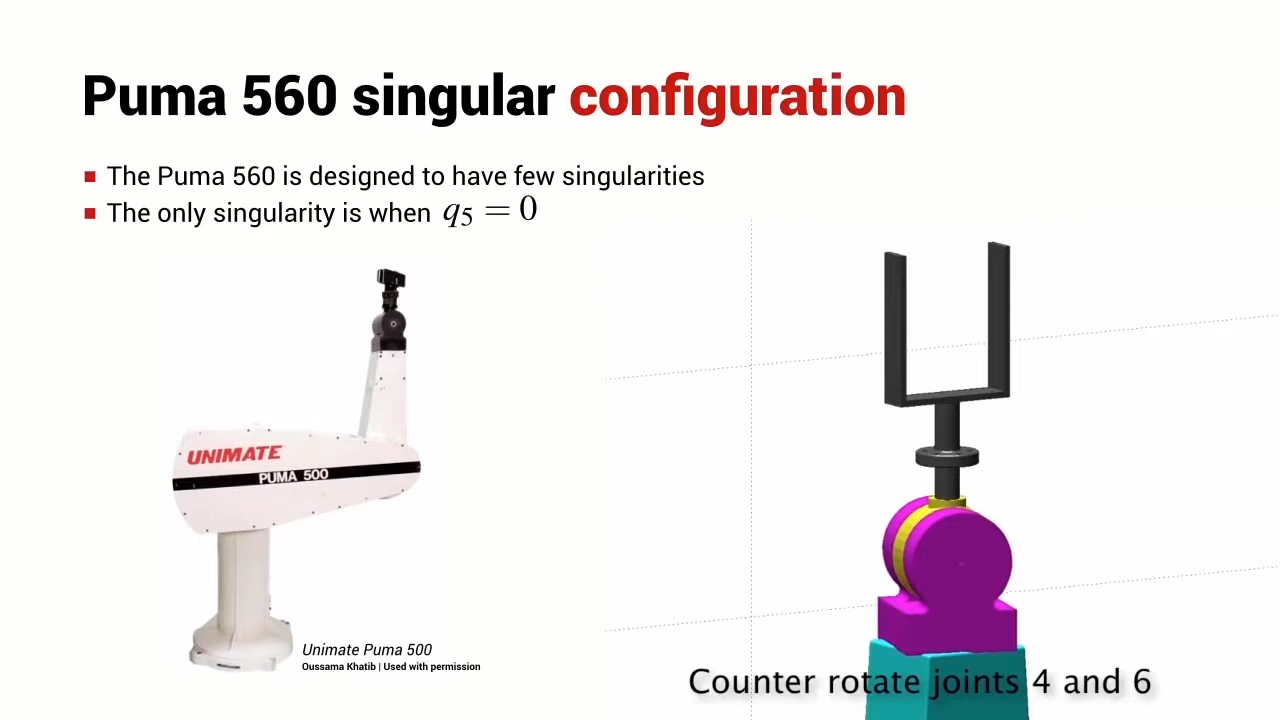 Puma 560 singular configuration
The Puma 560 is designed to have few singularities
The only singularity is when q₅ = 0
UNIMATE
PUMA 500
Unimate Puma 500
Oussama Khatib | Used with permission
Counter rotate joints 4 and 6